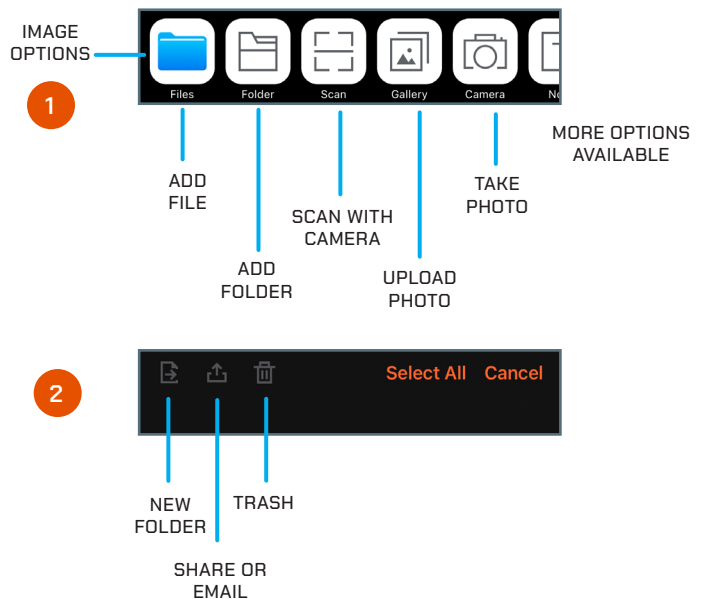 IMAGE
OPTIONS
1
Files
Folder
Scan
Gallery
Camera
MORE OPTIONS
AVAILABLE
ADD
FILE
TAKE
PHOTO
SCAN WITH
CAMERA
ADD
FOLDER
UPLOAD
PHOTO
2
Select All
Cancel
NEW
FOLDER
TRASH
SHARE OR
EMAIL